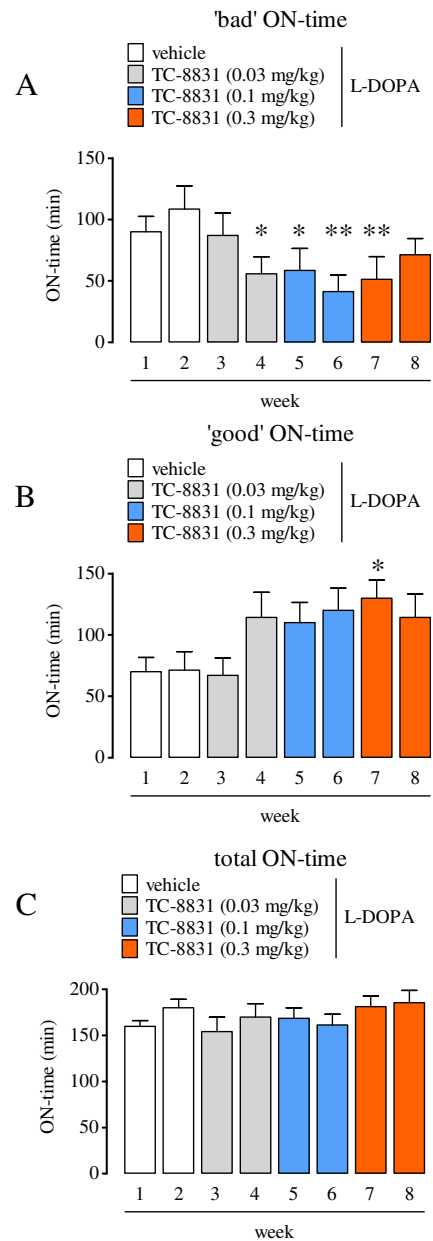 'bad' ON-time
A
vehicle
TC-8831 (0.03 mg/kg)
TC-8831 (0.1 mg/kg)
TC-8831 (0.3 mg/kg)
L-DOPA
ON-time (min)
150
100
50
0
* * ** **
1 2 3 4 5 6 7 8
week
'good' ON-time
B
vehicle
TC-8831 (0.03 mg/kg)
TC-8831 (0.1 mg/kg)
TC-8831 (0.3 mg/kg)
L-DOPA
ON-time (min)
150
100
50
0
*
1 2 3 4 5 6 7 8
week
total ON-time
C
vehicle
TC-8831 (0.03 mg/kg)
TC-8831 (0.1 mg/kg)
TC-8831 (0.3 mg/kg)
L-DOPA
ON-time (min)
200
150
100
50
0
1 2 3 4 5 6 7 8
week